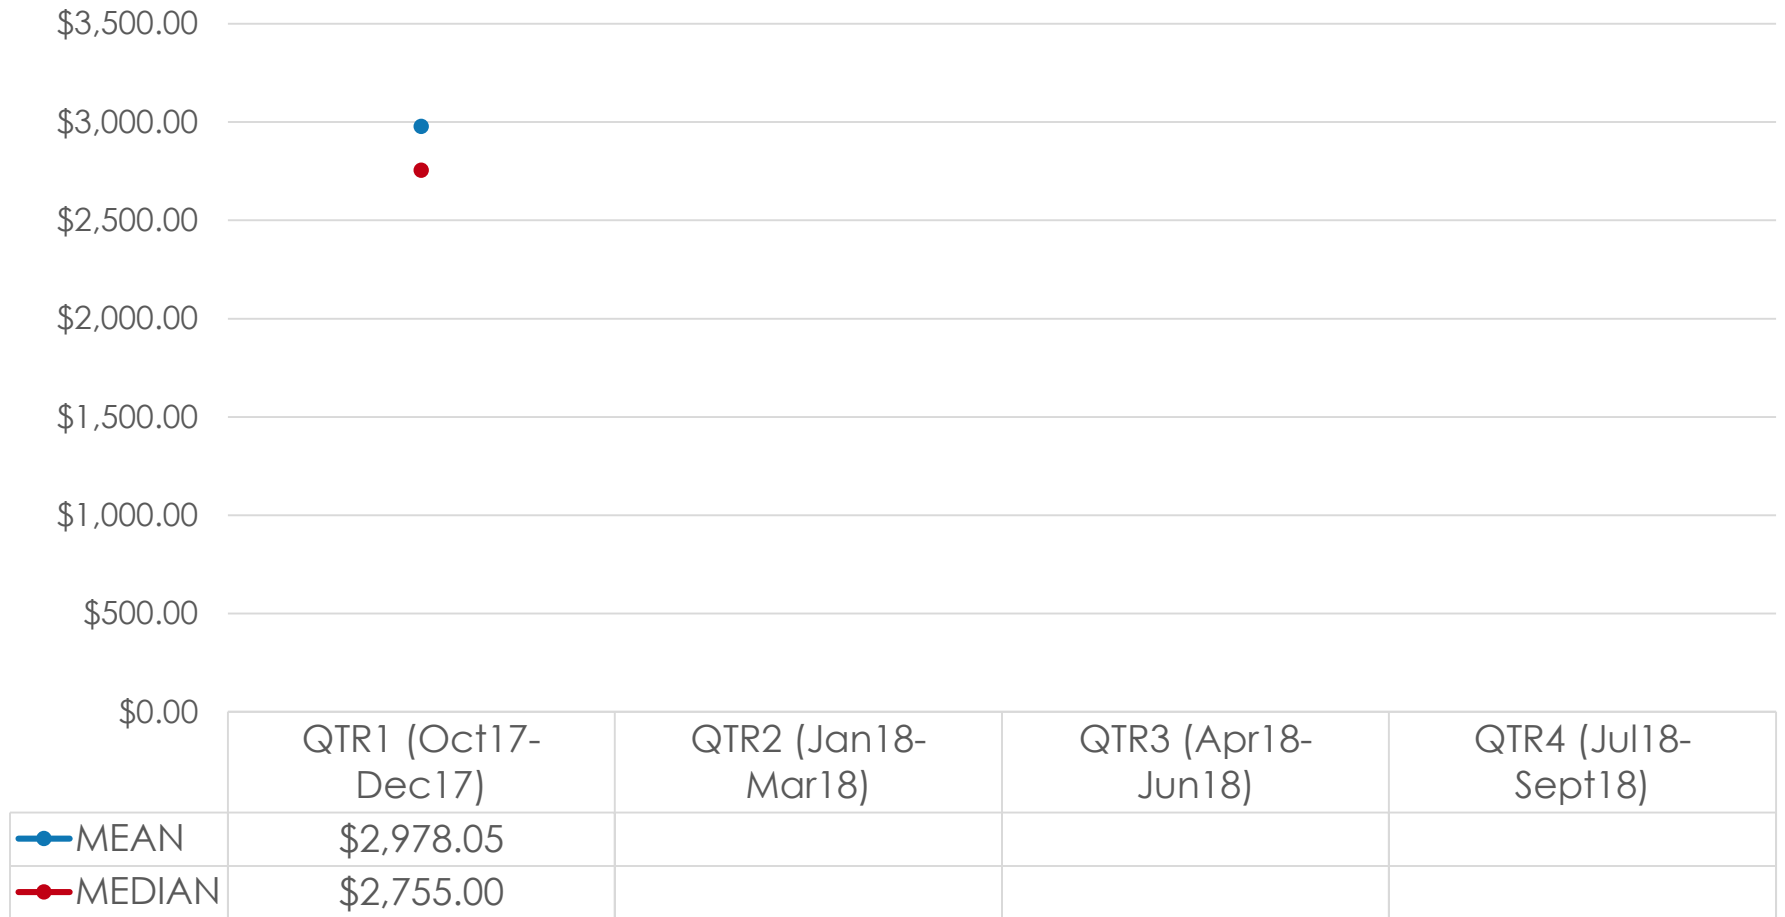 $3,500.00
$3,000.00
$2,500.00
$2,000.00
$1,500.00
$1,000.00
$500.00
$0.00
QTR1 (Oct17-
Dec17)
QTR2 (Jan18-
Mar18)
QTR3 (Apr18-
Jun18)
QTR4 (Jul18-
Sept18)
MEAN $2,978.05
MEDIAN $2,755.00